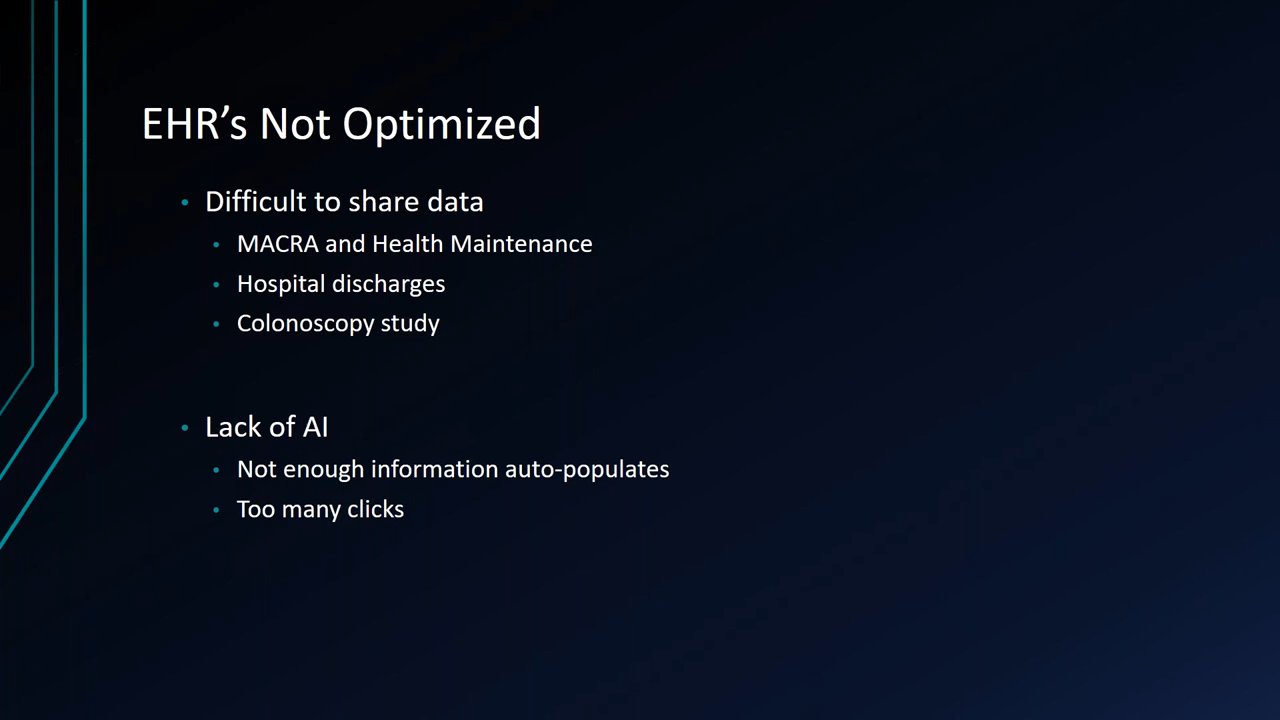 EHR’s Not Optimized
• Difficult to share data
• MACRA and Health Maintenance
• Hospital discharges
• Colonoscopy study
• Lack of AI
• Not enough information auto-populates
• Too many clicks